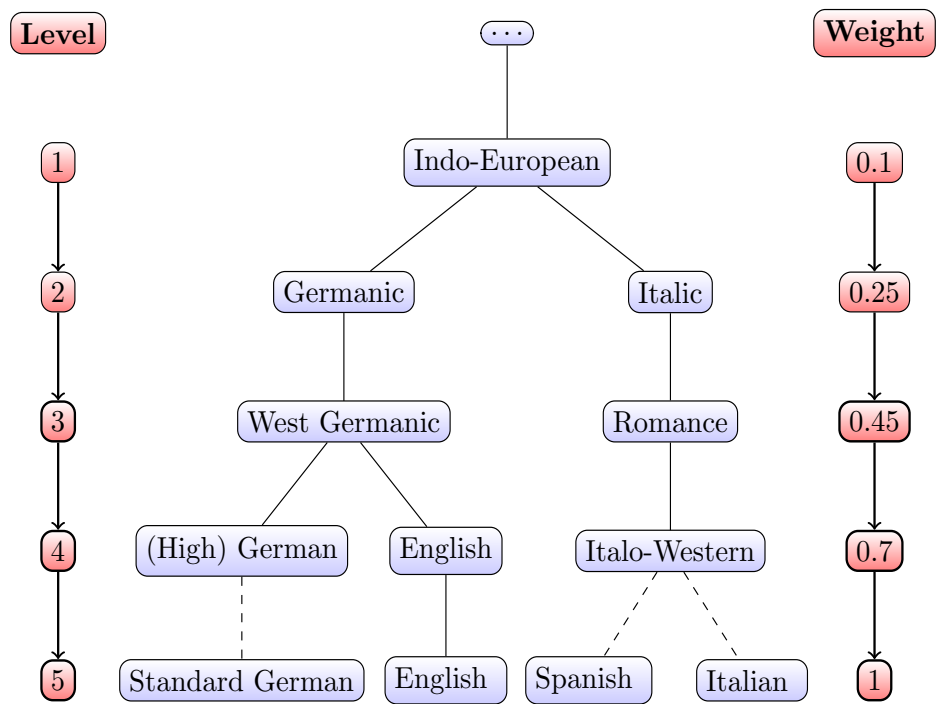 Level
· · ·
Weight
1
Indo-European
0.1
2
Germanic
Italic
0.25
3
West Germanic
Romance
0.45
4
(High) German
English
Italo-Western
0.7
5
Standard German
English
Spanish
Italian
1